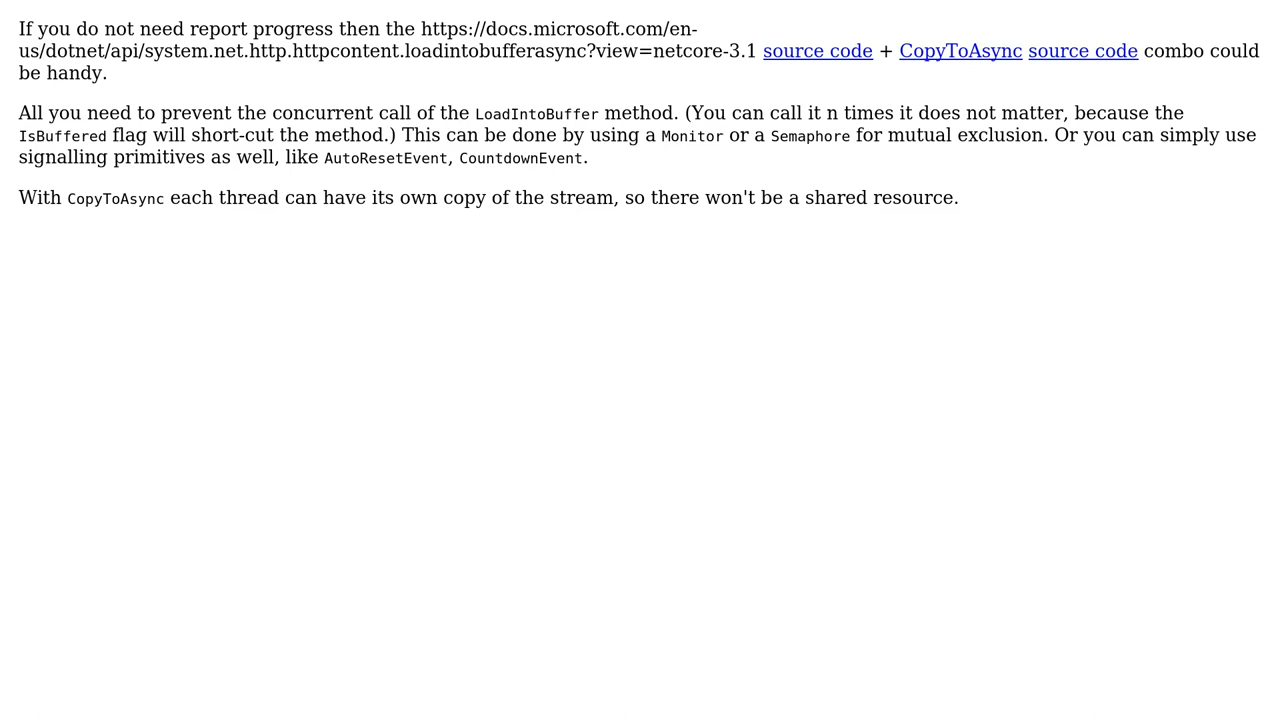 If you do not need report progress then the https://docs.microsoft.com/en-
us/dotnet/api/system.net.http.httpcontent.loadintobufferasync?view=netcore-3.1 source code + CopyToAsync source code combo could
be handy.
All you need to prevent the concurrent call of the LoadIntoBuffer method. (You can call it n times it does not matter, because the
IsBuffered flag will short-cut the method.) This can be done by using a Monitor or a Semaphore for mutual exclusion. Or you can simply use
signalling primitives as well, like AutoResetEvent, CountdownEvent.
With CopyToAsync each thread can have its own copy of the stream, so there won't be a shared resource.